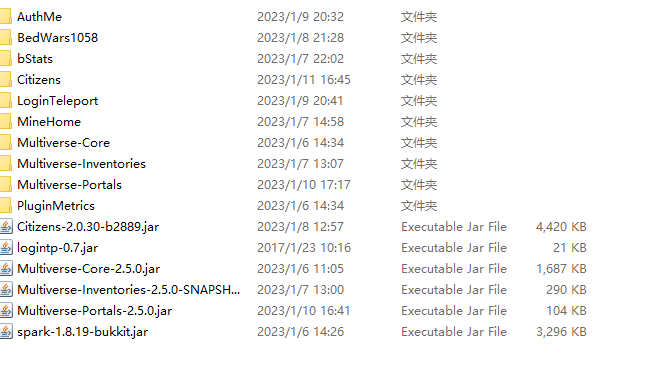 AuthMe 2023/1/9 20:32 文件夹
BedWars1058 2023/1/8 21:28 文件夹
bStats 2023/1/7 22:02 文件夹
Citizens 2023/1/11 16:45 文件夹
LoginTeleport 2023/1/9 20:41 文件夹
MineHome 2023/1/7 14:58 文件夹
Multiverse-Core 2023/1/6 14:34 文件夹
Multiverse-Inventories 2023/1/7 13:07 文件夹
Multiverse-Portals 2023/1/10 17:17 文件夹
PluginMetrics 2023/1/6 14:34 文件夹
Citizens-2.0.30-b2889.jar 2023/1/8 12:57 Executable Jar File 4,420 KB
logintp-0.7.jar 2017/1/23 10:16 Executable Jar File 21 KB
Multiverse-Core-2.5.0.jar 2023/1/6 11:05 Executable Jar File 1,687 KB
Multiverse-Inventories-2.5.0-SNAPSH... 2023/1/7 13:00 Executable Jar File 290 KB
Multiverse-Portals-2.5.0.jar 2023/1/10 16:41 Executable Jar File 104 KB
spark-1.8.19-bukkit.jar 2023/1/6 14:26 Executable Jar File 3,296 KB